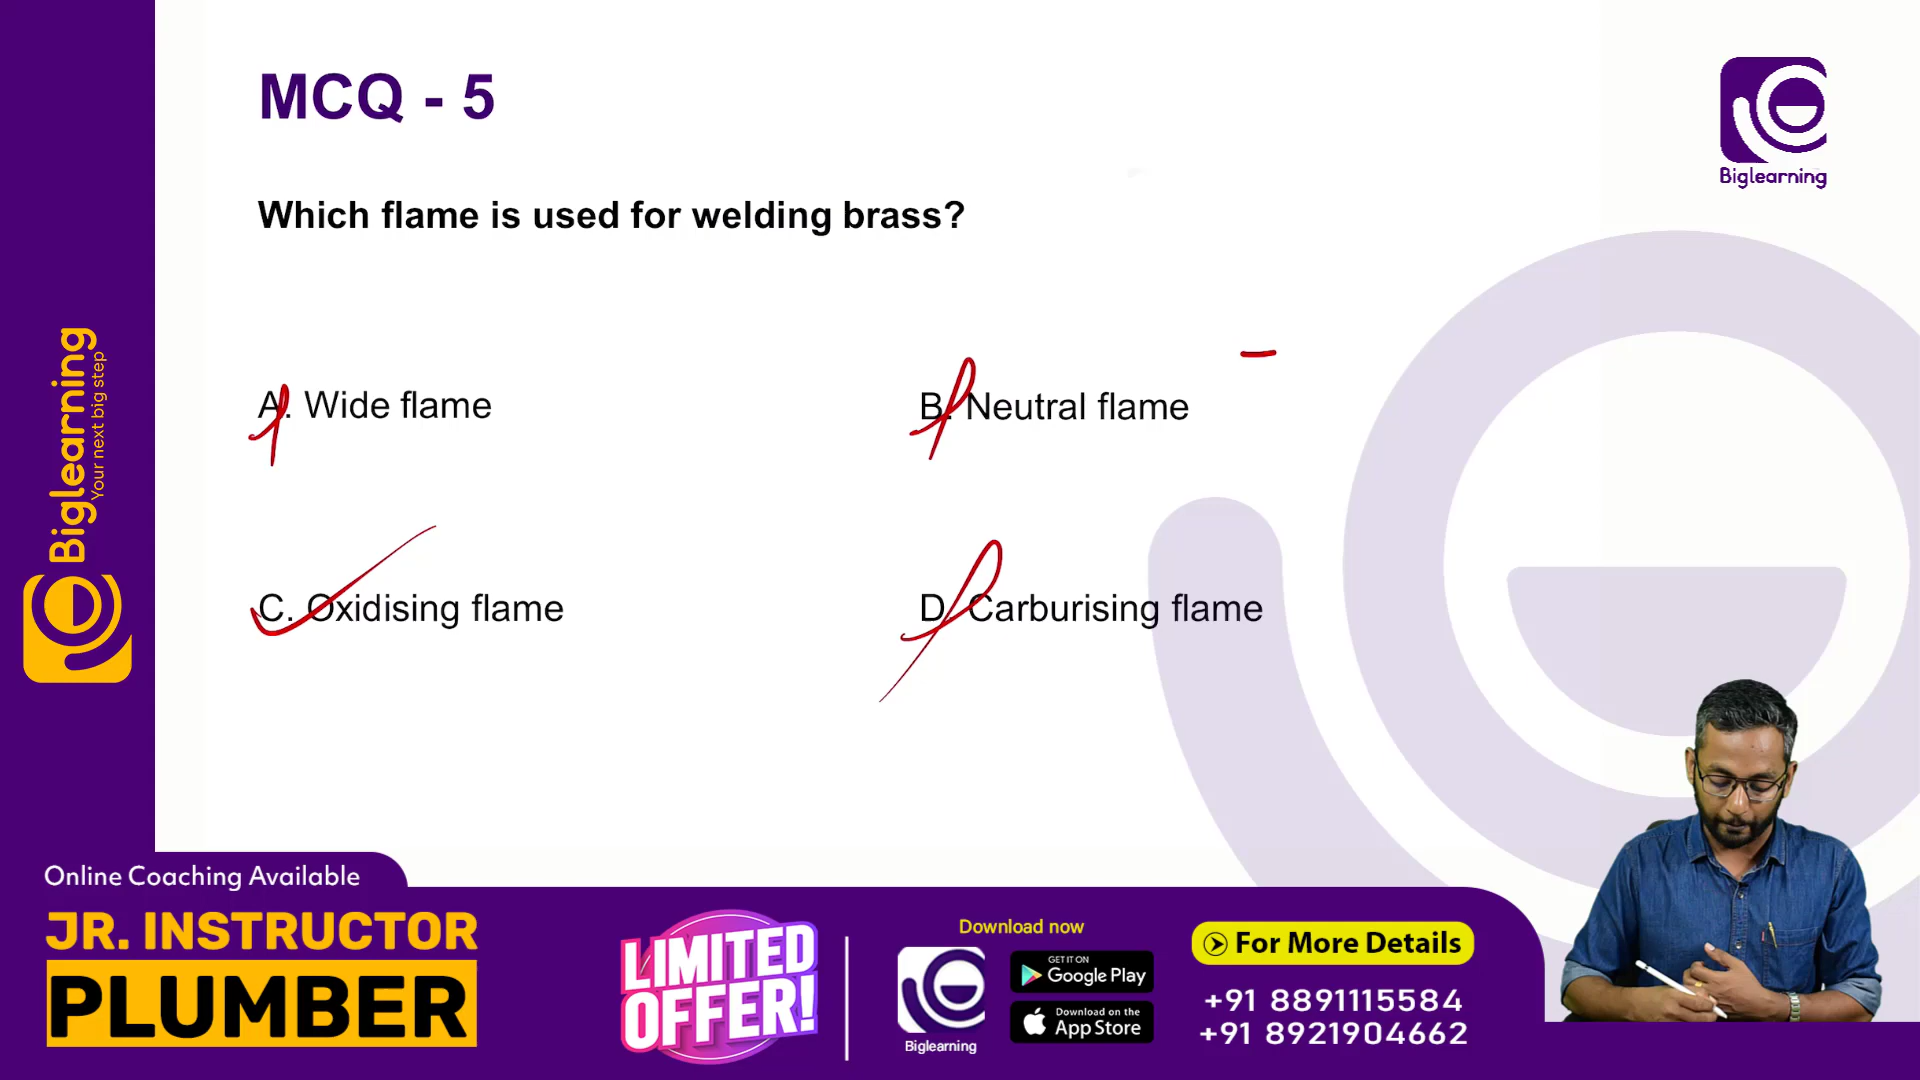 MCQ - 5
Biglearning
Which flame is used for welding brass?
A. Wide flame
B. Neutral flame
C. Oxidising flame
D. Carburising flame
Biglearning
Your next big step
Online Coaching Available
JR. INSTRUCTOR
PLUMBER
LIMITED
OFFER!
Download now
Biglearning
GET IT ON
Google Play
Download on the
App Store
For More Details
+91 8891115584
+91 8921904662